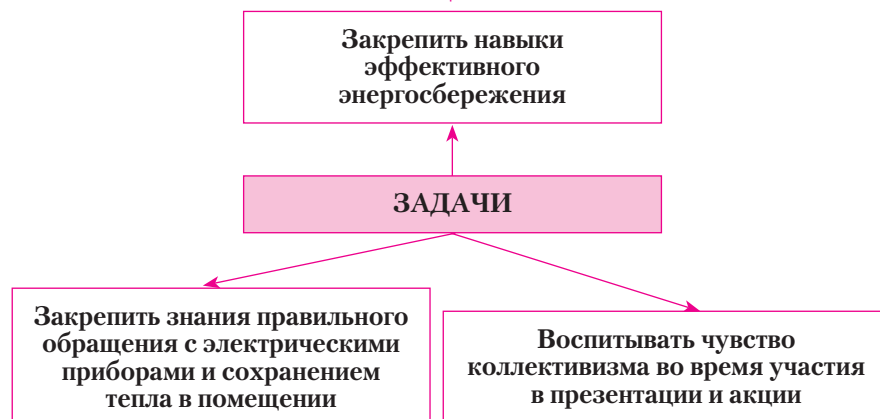 Закрепить навыки
эффективного
энергосбережения
ЗАДАЧИ
Закрепить знания правильного
обращения с электрическими
приборами и сохранением
тепла в помещении
Воспитывать чувство
коллективизма во время участия
в презентации и акции